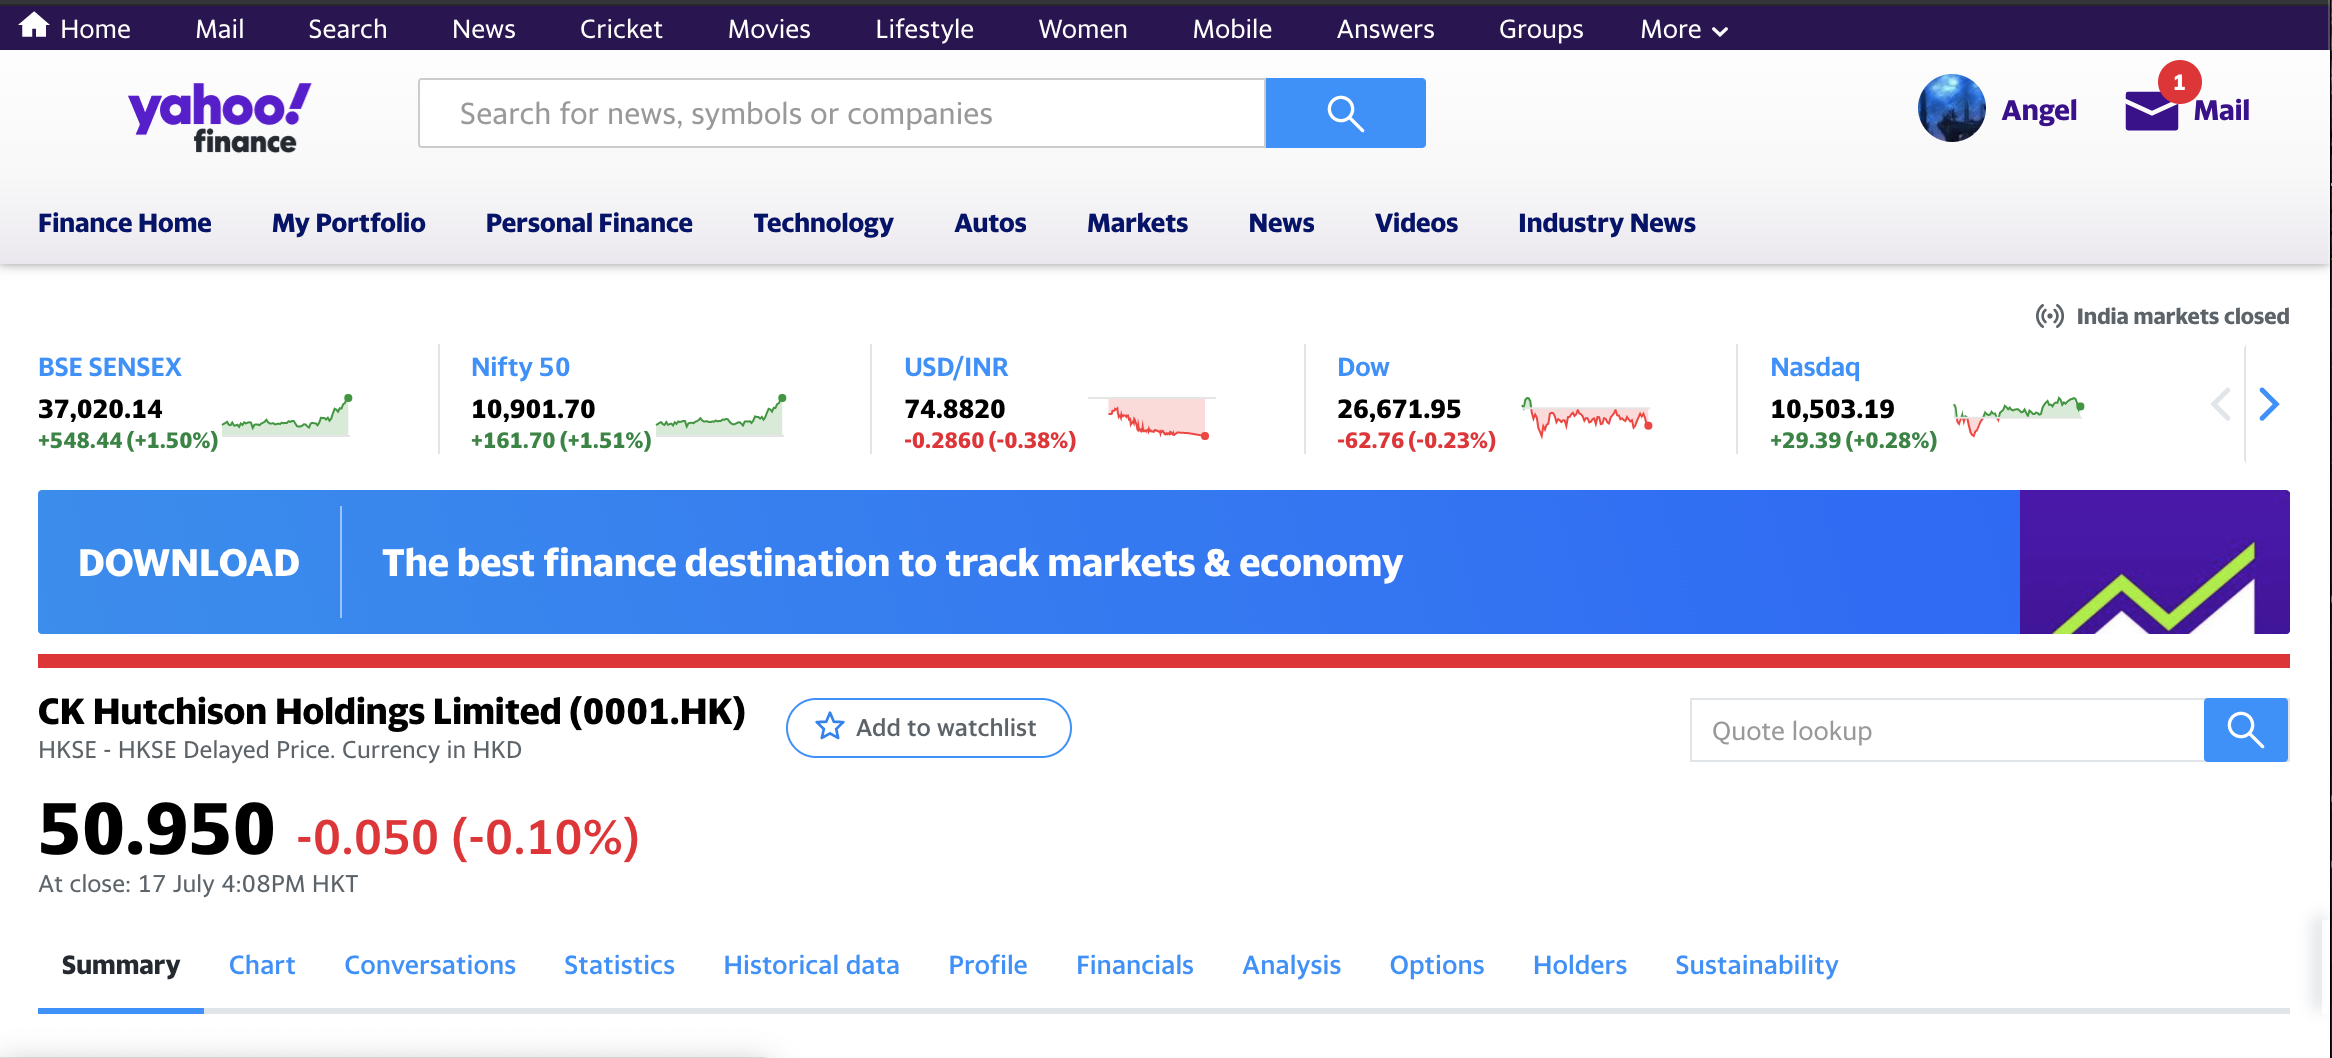 Home Mail Search News Cricket Movies Lifestyle Women Mobile Answers Groups More
yahoo!
finance
Search for news, symbols or companies
Angel
1
Mail
Finance Home My Portfolio Personal Finance Technology Autos Markets News Videos Industry News
India markets closed
BSE SENSEX
37,020.14
+548.44 (+1.50%)
Nifty 50
10,901.70
+161.70 (+1.51%)
USD/INR
74.8820
-0.2860 (-0.38%)
Dow
26,671.95
-62.76 (-0.23%)
Nasdaq
10,503.19
+29.39 (+0.28%)
DOWNLOAD
The best finance destination to track markets & economy
CK Hutchison Holdings Limited (0001.HK)
HKSE - HKSE Delayed Price. Currency in HKD
Add to watchlist
Quote lookup
50.950 -0.050 (-0.10%)
At close: 17 July 4:08PM HKT
Summary Chart Conversations Statistics Historical data Profile Financials Analysis Options Holders Sustainability